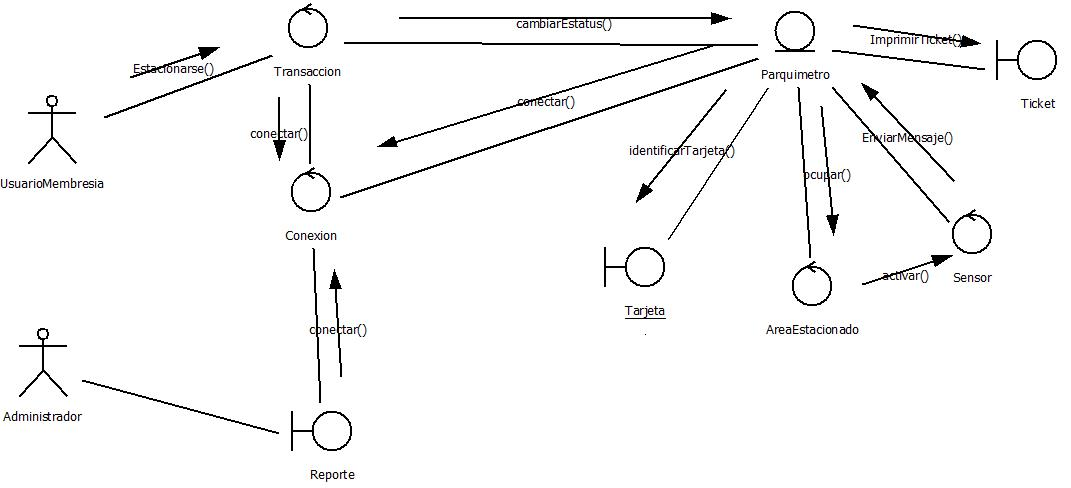 cambiarEstatus()
ImprimirTicket()
Estacionarse()
Transaccion
Parquimetro
Ticket
conectar()
conectar()
EnviarMensaje()
identificarTarjeta()
ocupar()
UsuarioMembresia
Conexion
activar()
Sensor
Tarjeta
AreaEstacionado
conectar()
Administrador
Reporte